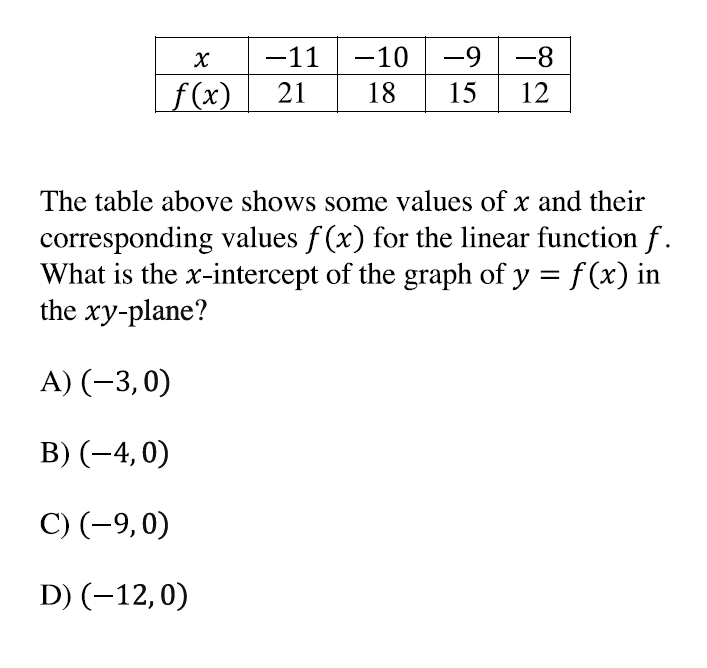 x −11 −10 −9 −8
f(x) 21 18 15 12
The table above shows some values of x and their
corresponding values f(x) for the linear function f.
What is the x-intercept of the graph of y = f(x) in
the xy-plane?
A) (−3, 0)
B) (−4, 0)
C) (−9, 0)
D) (−12, 0)